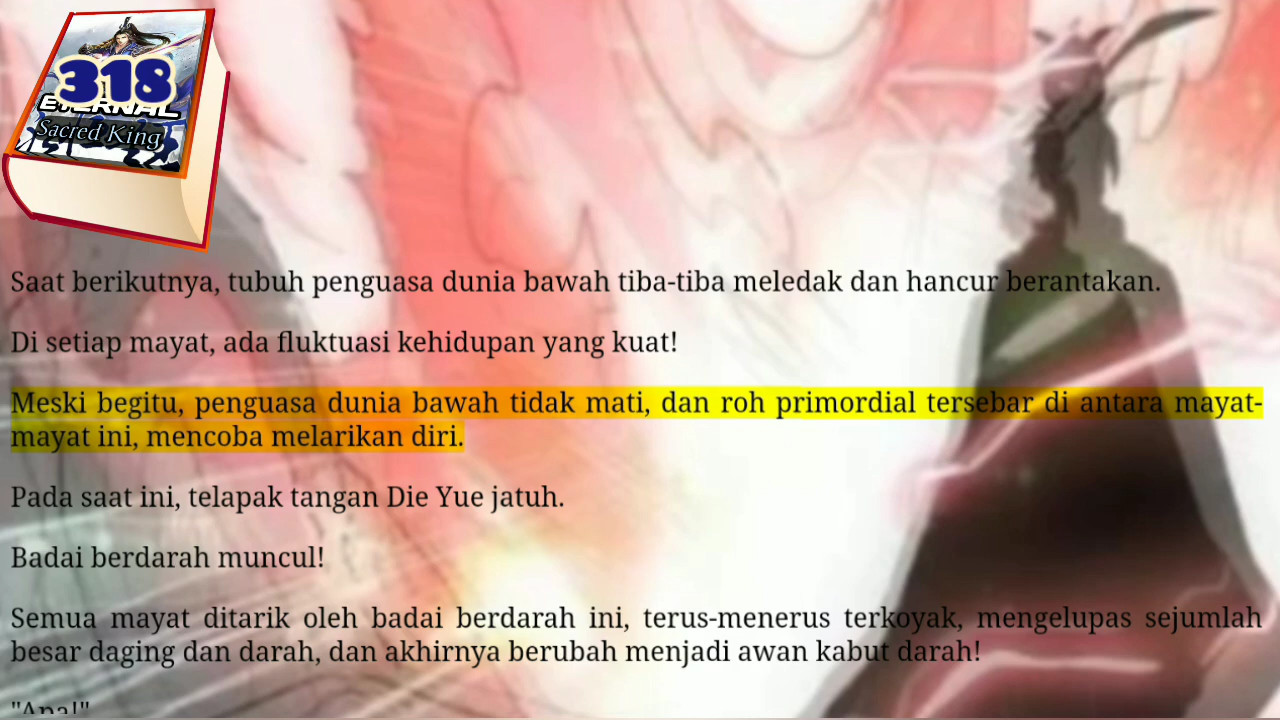 318
ETERNAL
Sacred King
Saat berikutnya, tubuh penguasa dunia bawah tiba-tiba meledak dan hancur berantakan.
Di setiap mayat, ada fluktuasi kehidupan yang kuat!
Meski begitu, penguasa dunia bawah tidak mati, dan roh primordial tersebar di antara mayat-
mayat ini, mencoba melarikan diri.
Pada saat ini, telapak tangan Die Yue jatuh.
Badai berdarah muncul!
Semua mayat ditarik oleh badai berdarah ini, terus-menerus terkoyak, mengelupas sejumlah
besar daging dan darah, dan akhirnya berubah menjadi awan kabut darah!
"Apa!"